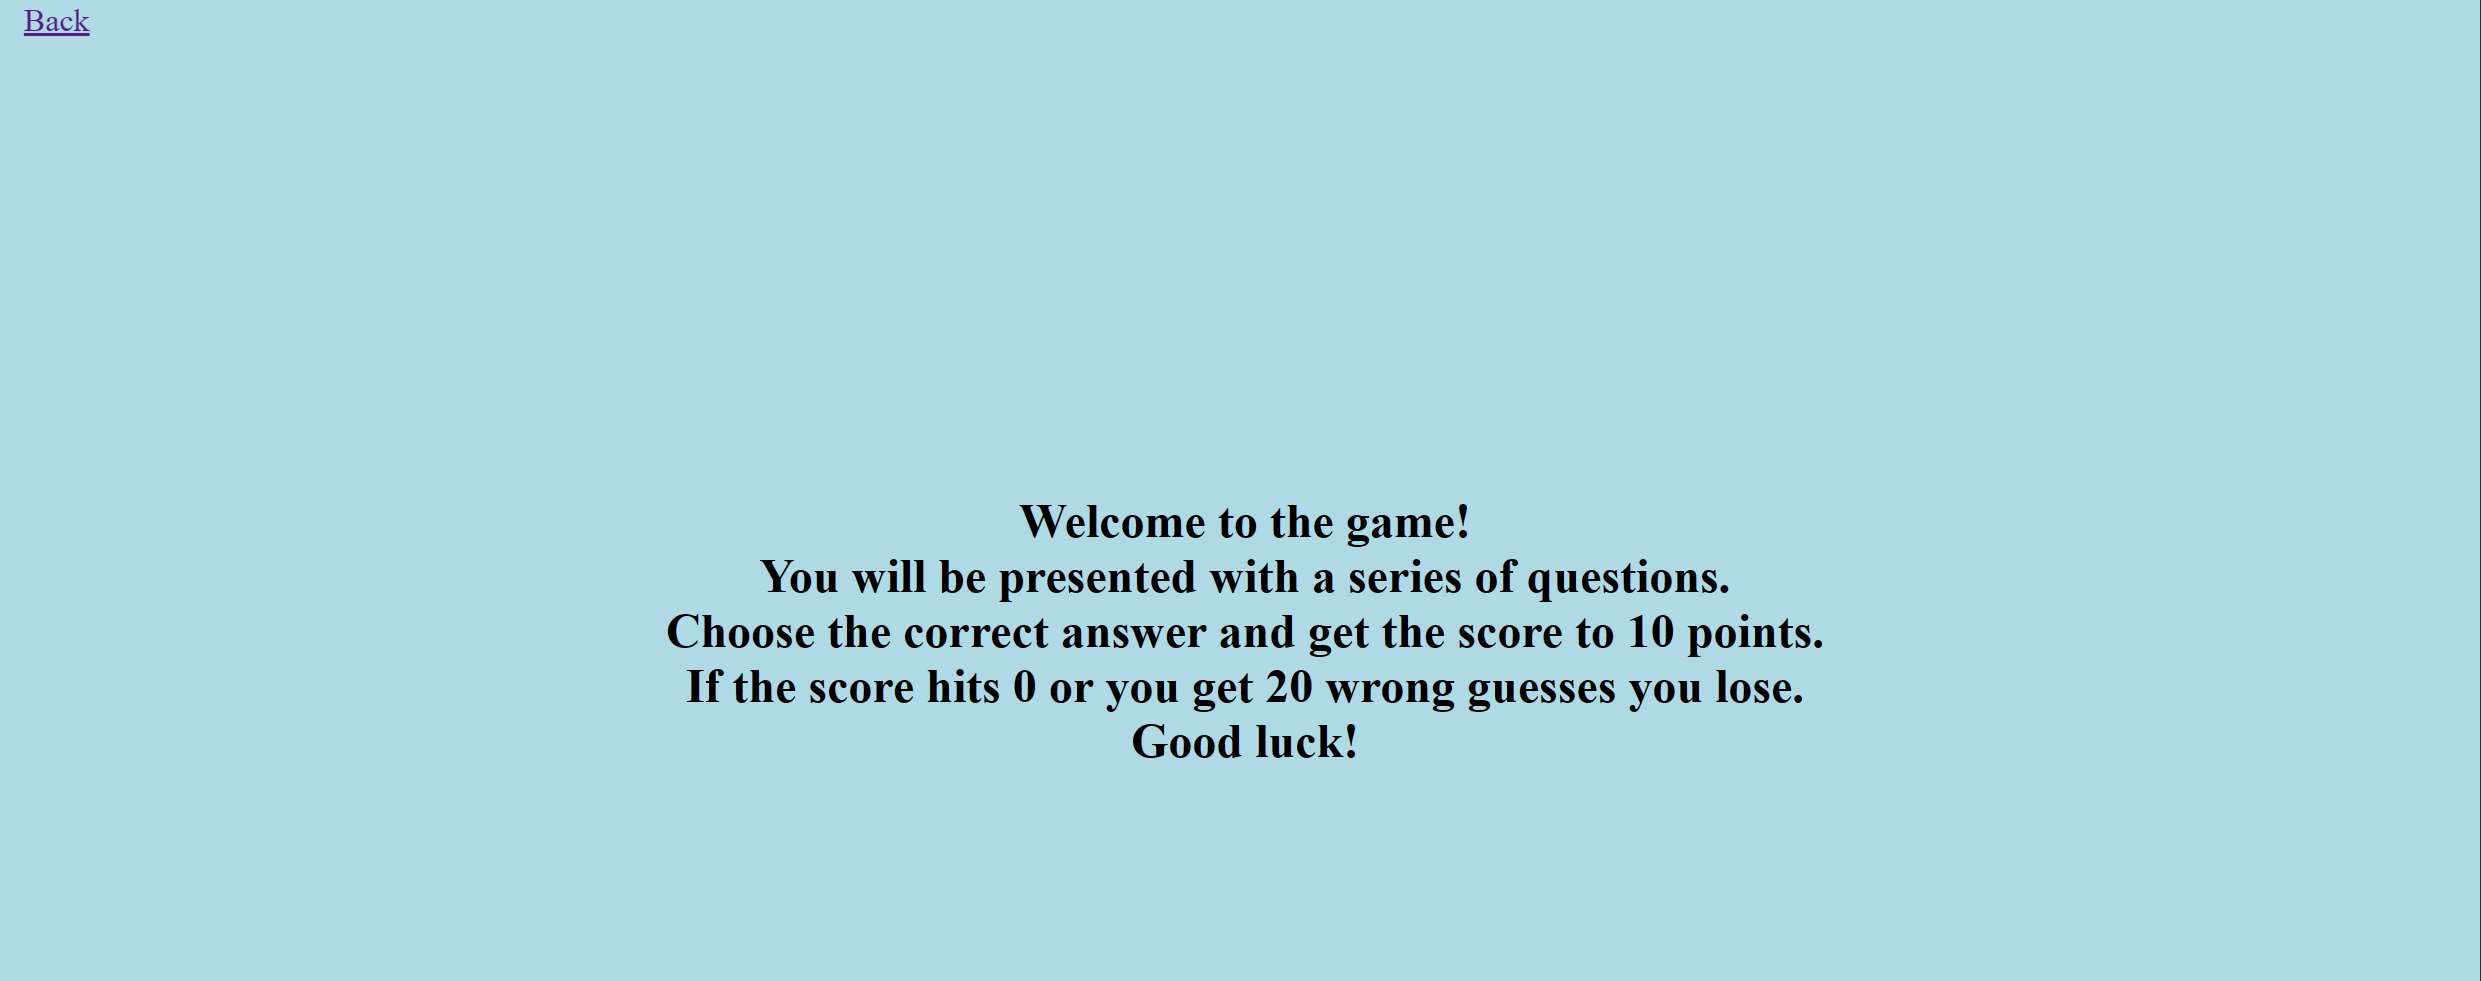 Back
Welcome to the game!
You will be presented with a series of questions.
Choose the correct answer and get the score to 10 points.
If the score hits 0 or you get 20 wrong guesses you lose.
Good luck!